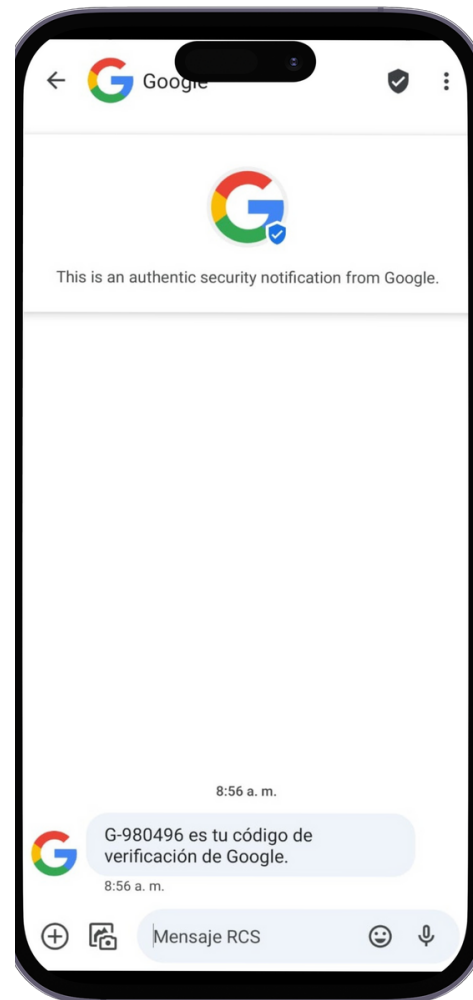 Google
This is an authentic security notification from Google.
8:56 a. m.
G-980496 es tu código de
verificación de Google.
8:56 a. m.
Mensaje RCS